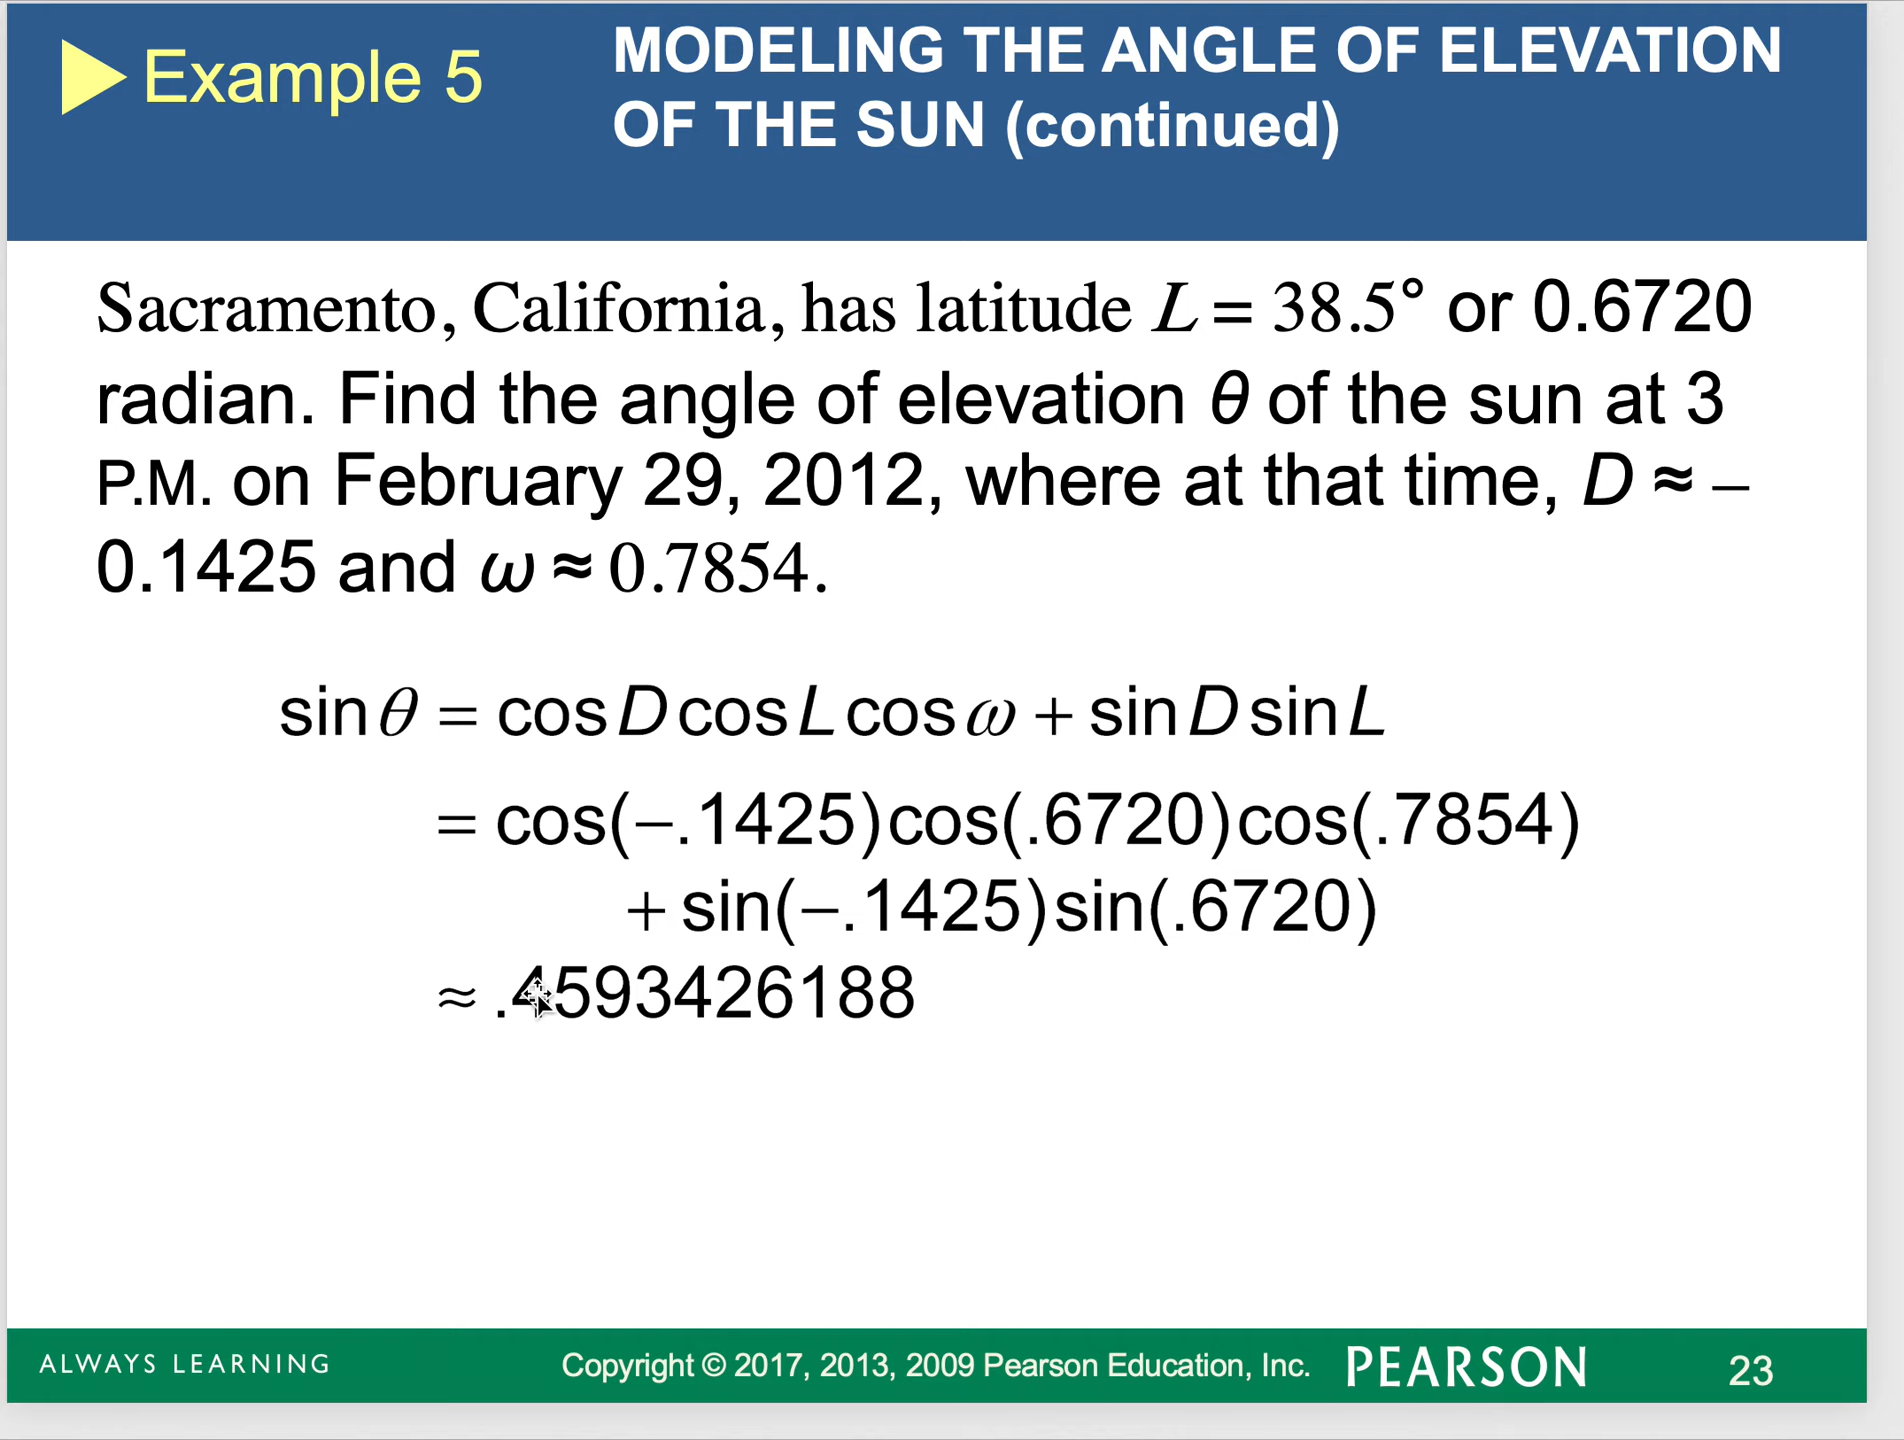 Example 5
MODELING THE ANGLE OF ELEVATION
OF THE SUN (continued)
Sacramento, California, has latitude L = 38.5° or 0.6720
radian. Find the angle of elevation θ of the sun at 3
P.M. on February 29, 2012, where at that time, D ≈ –
0.1425 and ω ≈ 0.7854.
sin θ = cos D cos L cos ω + sin D sin L
= cos(–.1425)cos(.6720)cos(.7854)
+ sin(–.1425)sin(.6720)
≈ .4593426188
ALWAYS LEARNING
Copyright © 2017, 2013, 2009 Pearson Education, Inc.
PEARSON
23